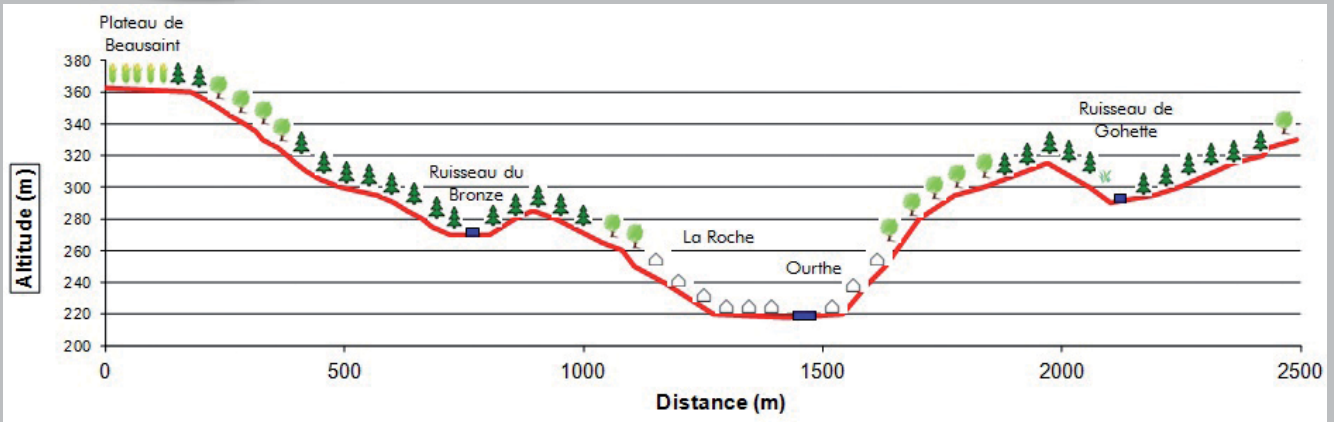 Plateau de
Beausaint
Altitude (m)
380
360
340
320
300
280
260
240
220
200
Ruisseau du
Bronze
La Roche
Ourthe
Ruisseau de
Gohette
0 500 1000 1500 2000 2500
Distance (m)